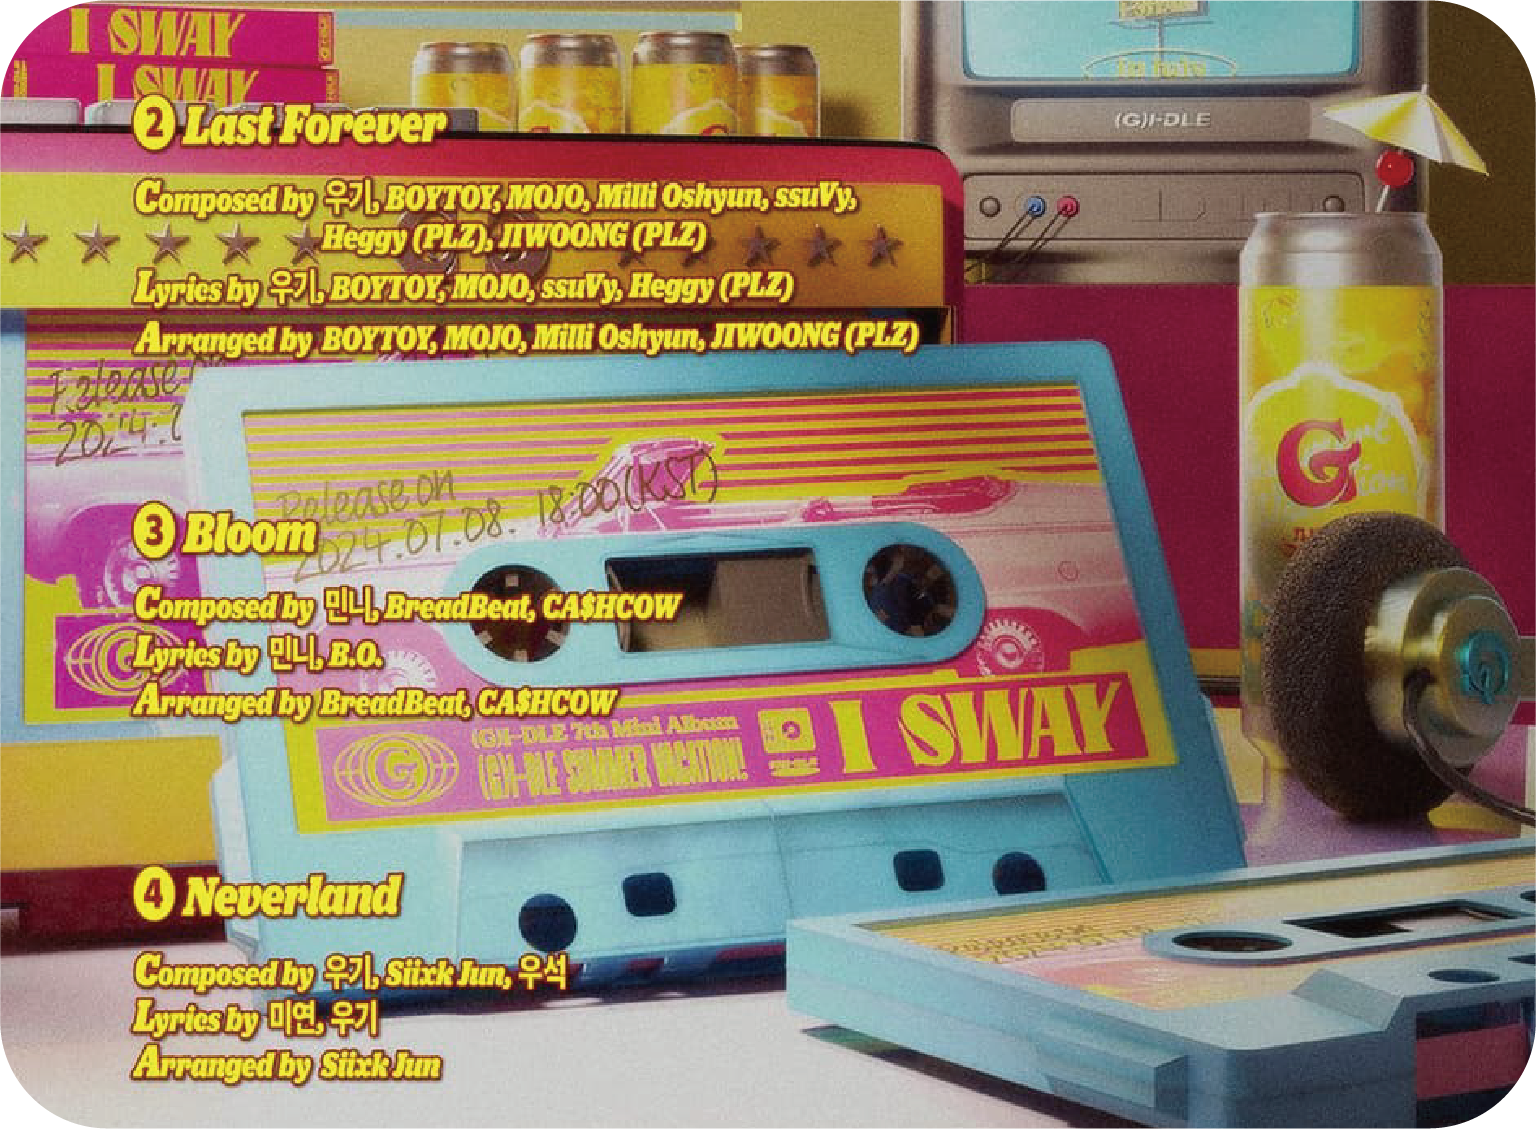 I SWAY
I SWAY
(G)I-DLE
② Last Forever
Composed by 우기, BOYTOY, MOJO, Milli Oshyun, ssuVy,
Heggy (PLZ), JIWOONG (PLZ)
Lyrics by 우기, BOYTOY, MOJO, ssuVy, Heggy (PLZ)
Arranged by BOYTOY, MOJO, Milli Oshyun, JIWOONG (PLZ)
Release on
2024.
Release on
2024.07.08. 18:00(KST)
G
③ Bloom
Composed by 민니, BreadBeat, CA$HCOW
Lyrics by 민니, B.O.
Arranged by BreadBeat, CA$HCOW
G
(G)I-DLE 7th Mini Album
(G)I-DLE SUMMER VACATION!
I SWAY
④ Neverland
Composed by 우기, Siixk Jun, 우석
Lyrics by 미연, 우기
Arranged by Siixk Jun